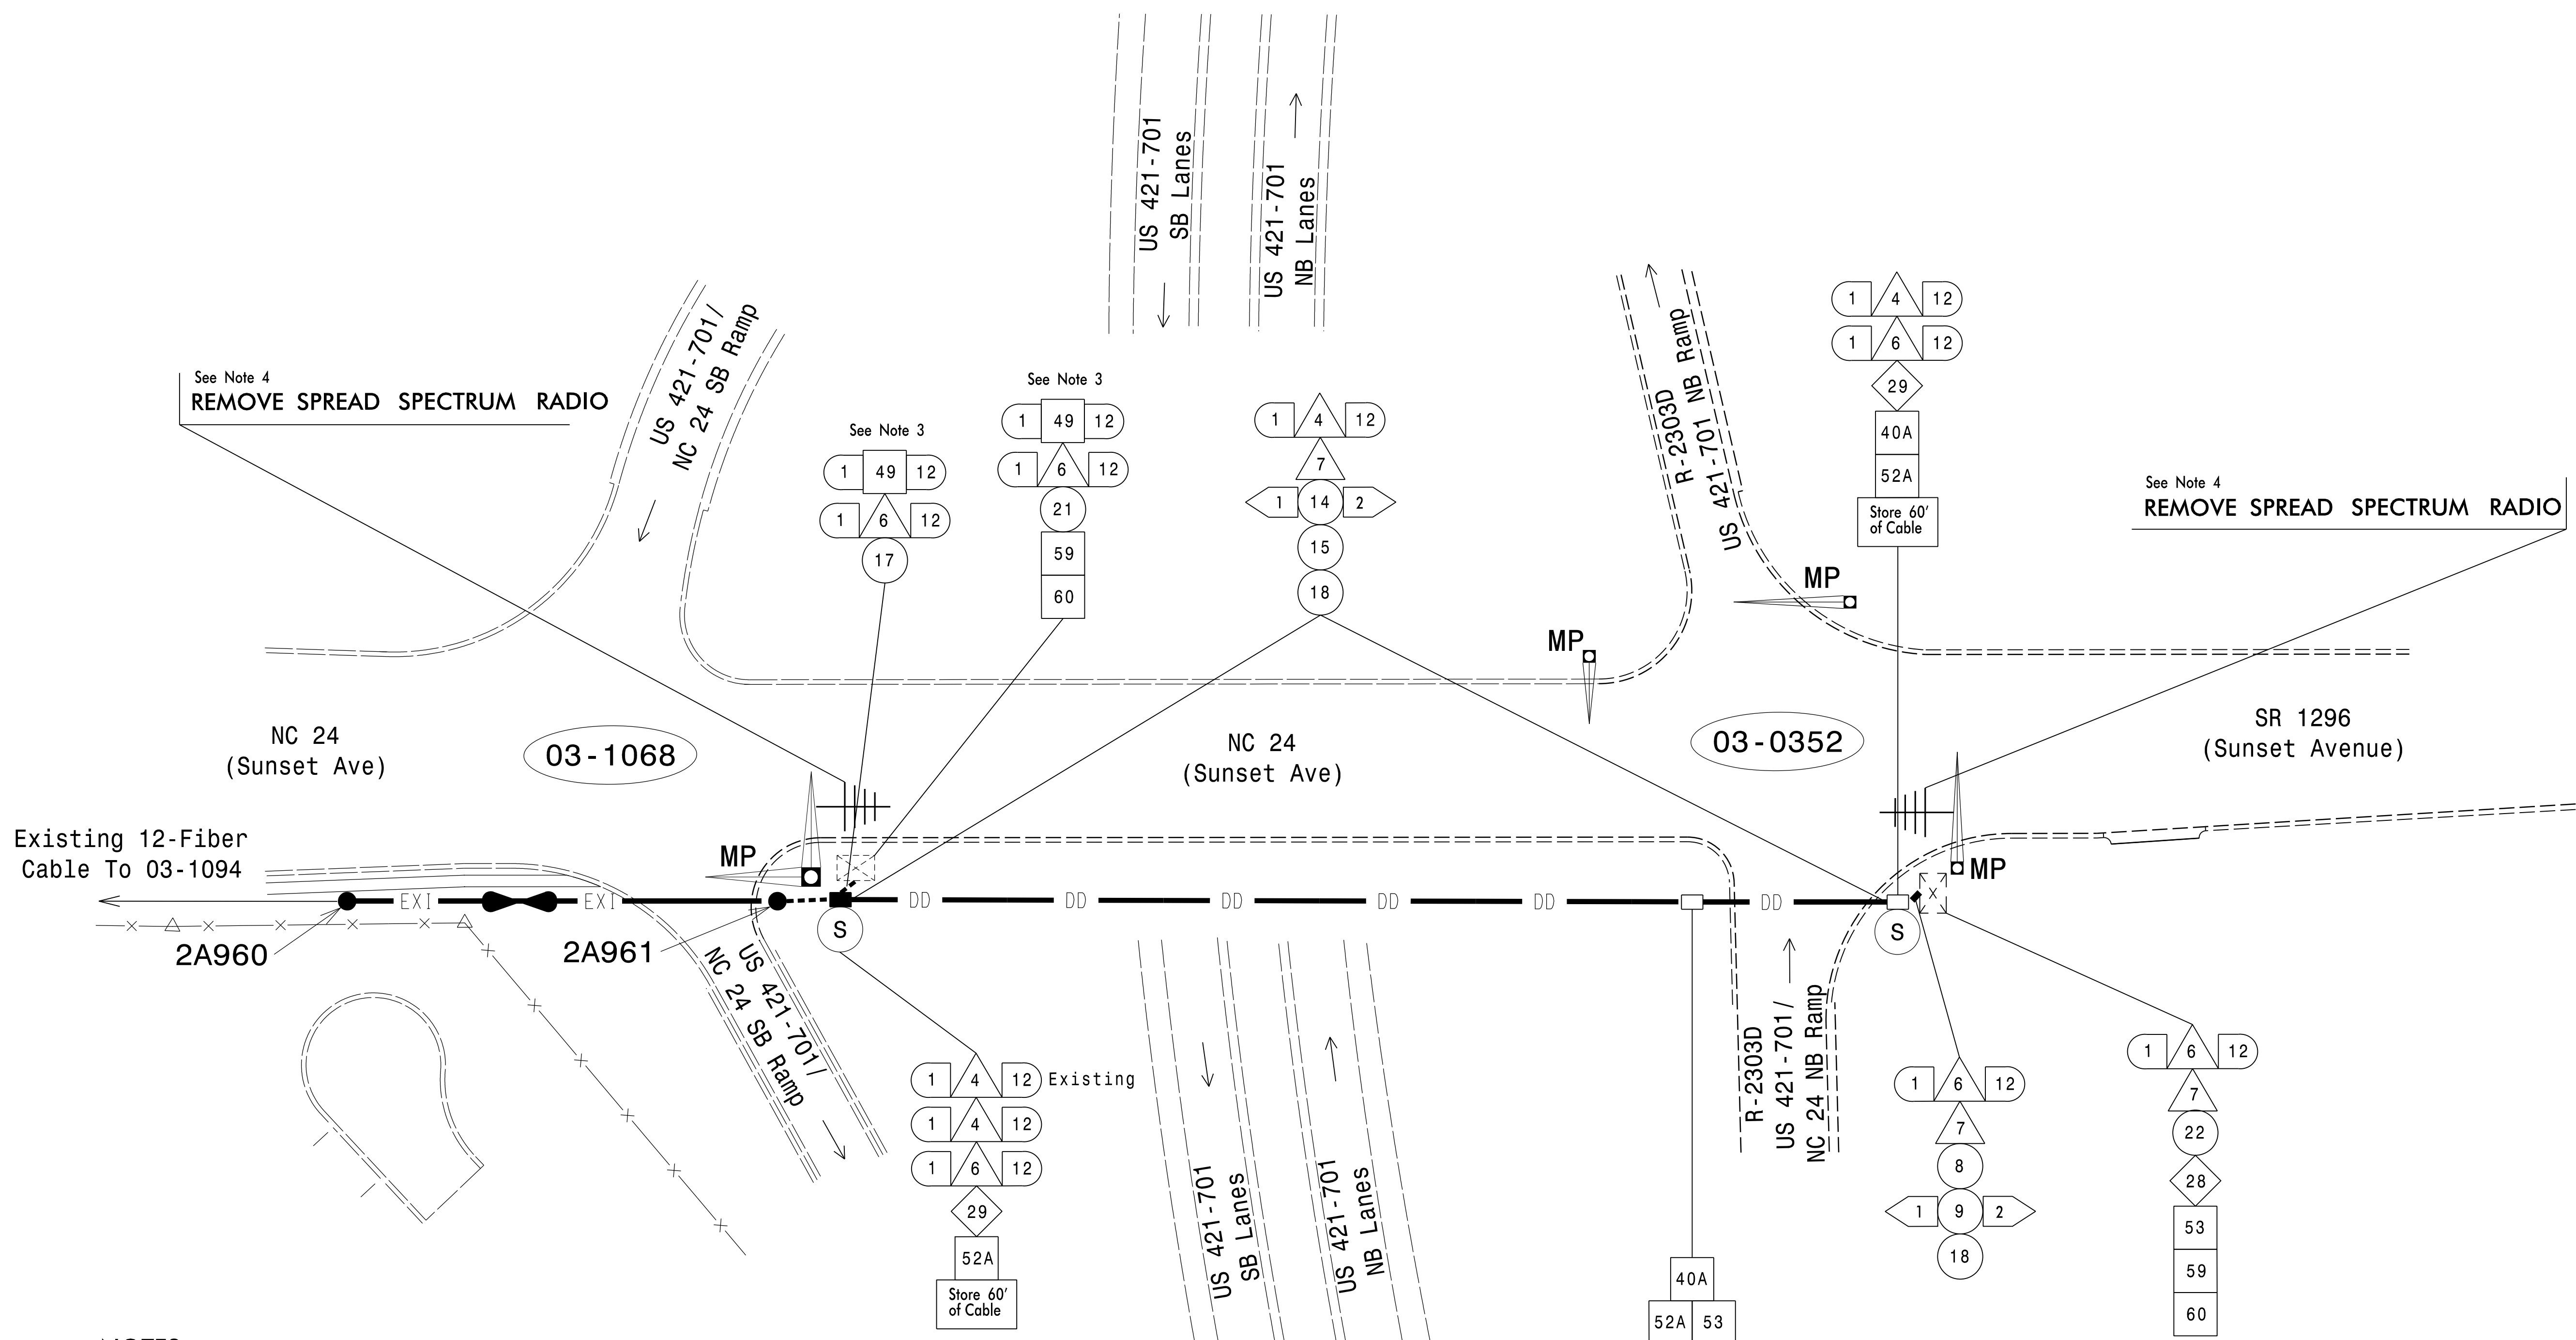 US 421-701
SB Lanes
US 421-701
NB Lanes
See Note 4
REMOVE SPREAD SPECTRUM RADIO
US 421-701/
NC 24 SB Ramp
See Note 3
1 49 12
1 6 12
17
See Note 3
1 49 12
1 6 12
21
59
60
1 4 12
7
1 14 2
15
18
R-2303D
US 421-701 NB Ramp
1 4 12
1 6 12
29
40A
52A
Store 60'
of Cable
See Note 4
REMOVE SPREAD SPECTRUM RADIO
MP
MP
NC 24
(Sunset Ave)
03-1068
NC 24
(Sunset Ave)
03-0352
SR 1296
(Sunset Avenue)
Existing 12-Fiber
Cable To 03-1094
MP
MP
X
EXI
EXI
DD
DD
DD
DD
DD
DD
S
S
2A960
2A961
US 421-701/
NC 24 SB Ramp
1 4 12 Existing
1 4 12
1 6 12
29
52A
Store 60'
of Cable
US 421-701
SB Lanes
US 421-701
NB Lanes
40A
52A 53
R-2303D
US 421-701/
NC 24 NB Ramp
1 6 12
7
8
1 9 2
18
1 6 12
7
22
28
53
59
60